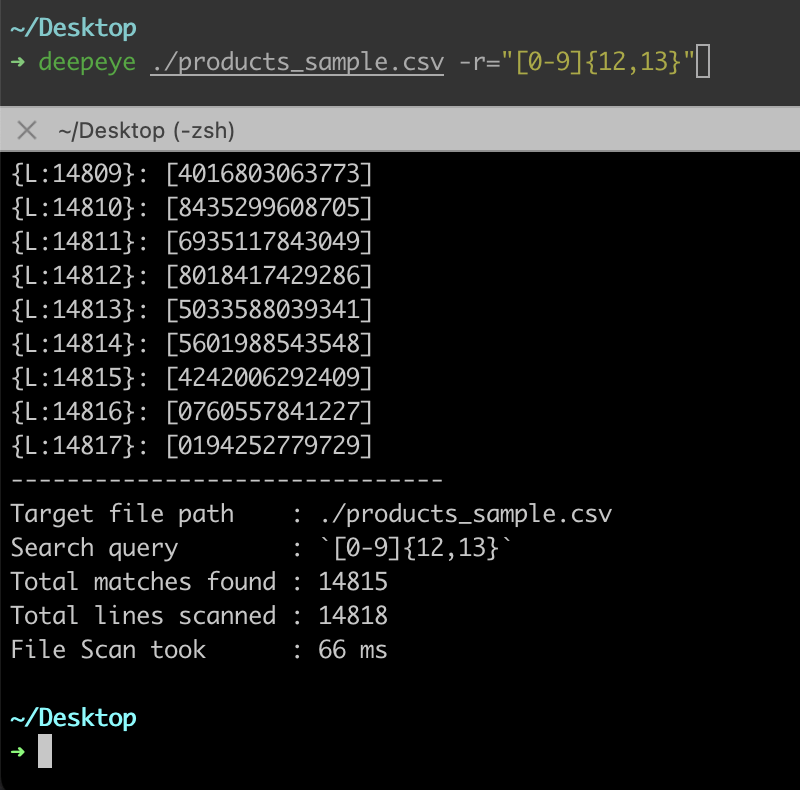 ~/Desktop
➜ deepeye ./products_sample.csv -r="[0-9]{12,13}"
~/Desktop (-zsh)
{L:14809}: [4016803063773]
{L:14810}: [8435299608705]
{L:14811}: [6935117843049]
{L:14812}: [8018417429286]
{L:14813}: [5033588039341]
{L:14814}: [5601988543548]
{L:14815}: [4242006292409]
{L:14816}: [0760557841227]
{L:14817}: [0194252779729]
-------------------------------
Target file path    : ./products_sample.csv
Search query        : `[0-9]{12,13}`
Total matches found : 14815
Total lines scanned : 14818
File Scan took      : 66 ms
~/Desktop
➜